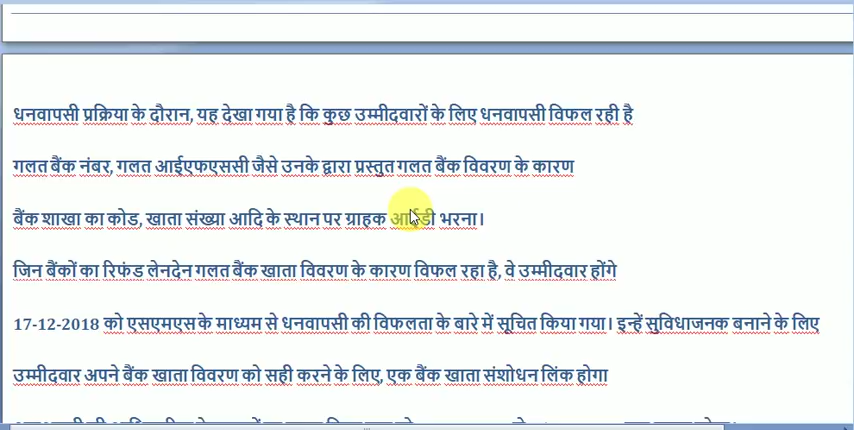 धनवापसी प्रक्रिया के दौरान, यह देखा गया है कि कुछ उम्मीदवारों के लिए धनवापसी विफल रही है
गलत बैंक नंबर, गलत आईएफएससी जैसे उनके द्वारा प्रस्तुत गलत बैंक विवरण के कारण
बैंक शाखा का कोड, खाता संख्या आदि के स्थान पर ग्राहक आईडी भरना।
जिन बैंकों का रिफंड लेनदेन गलत बैंक खाता विवरण के कारण विफल रहा है, वे उम्मीदवार होंगे
17-12-2018 को एसएमएस के माध्यम से धनवापसी की विफलता के बारे में सूचित किया गया। इन्हें सुविधाजनक बनाने के लिए
उम्मीदवार अपने बैंक खाता विवरण को सही करने के लिए, एक बैंक खाता संशोधन लिंक होगा